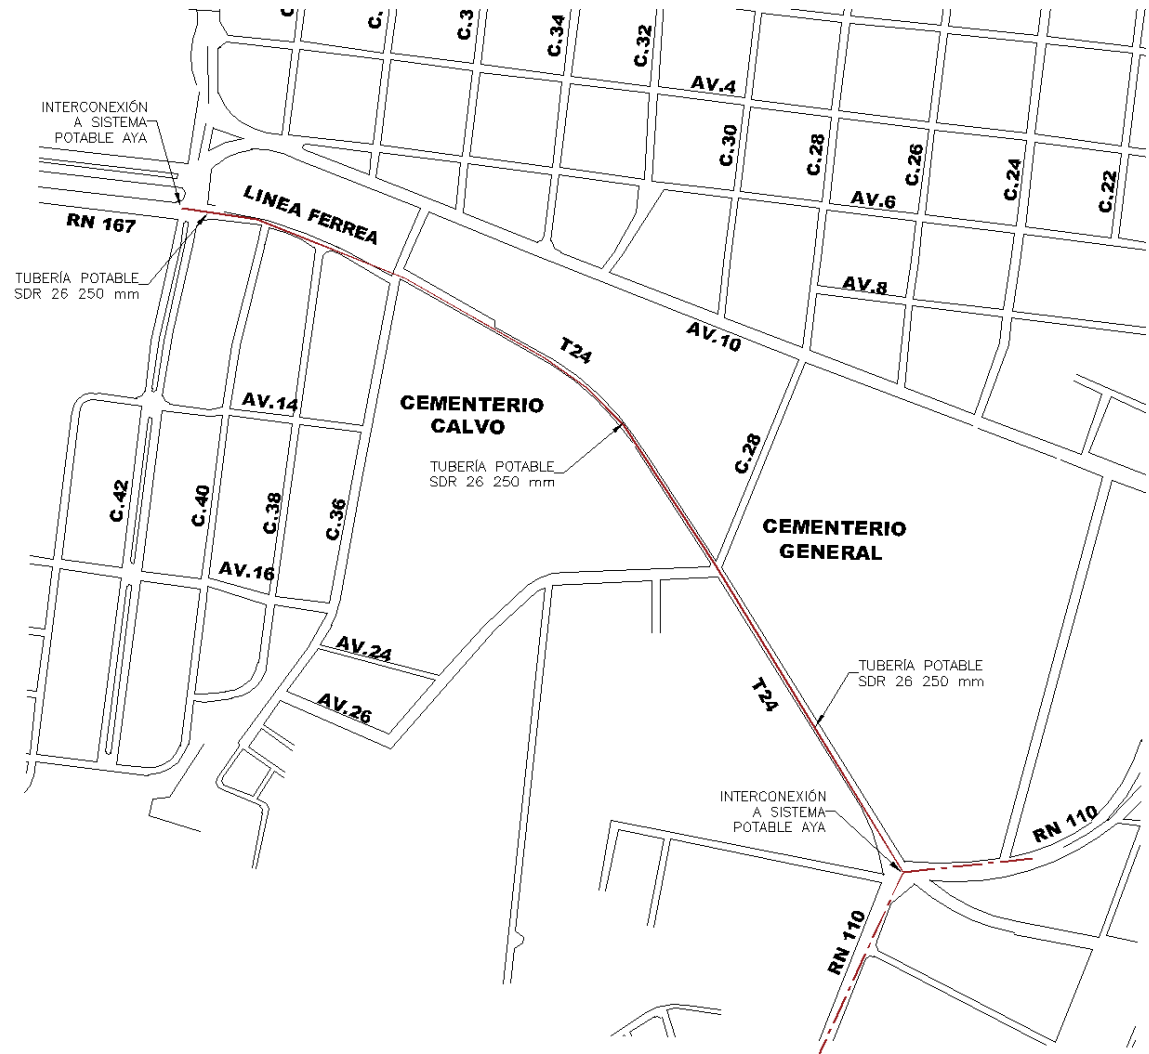 C.34
C.32
AV.4
INTERCONEXIÓN
A SISTEMA
POTABLE AYA
C.30
C.28
C.26
C.24
C.22
LINEA FERREA
AV.6
RN 167
TUBERÍA POTABLE
SDR 26 250 mm
AV.8
AV.10
T24
AV.14
CEMENTERIO
CALVO
C.28
TUBERÍA POTABLE
SDR 26 250 mm
C.42
C.40
C.38
C.36
CEMENTERIO
GENERAL
AV.16
AV.24
TUBERÍA POTABLE
SDR 26 250 mm
T24
AV.26
INTERCONEXIÓN
A SISTEMA
POTABLE AYA
RN 110
RN 110